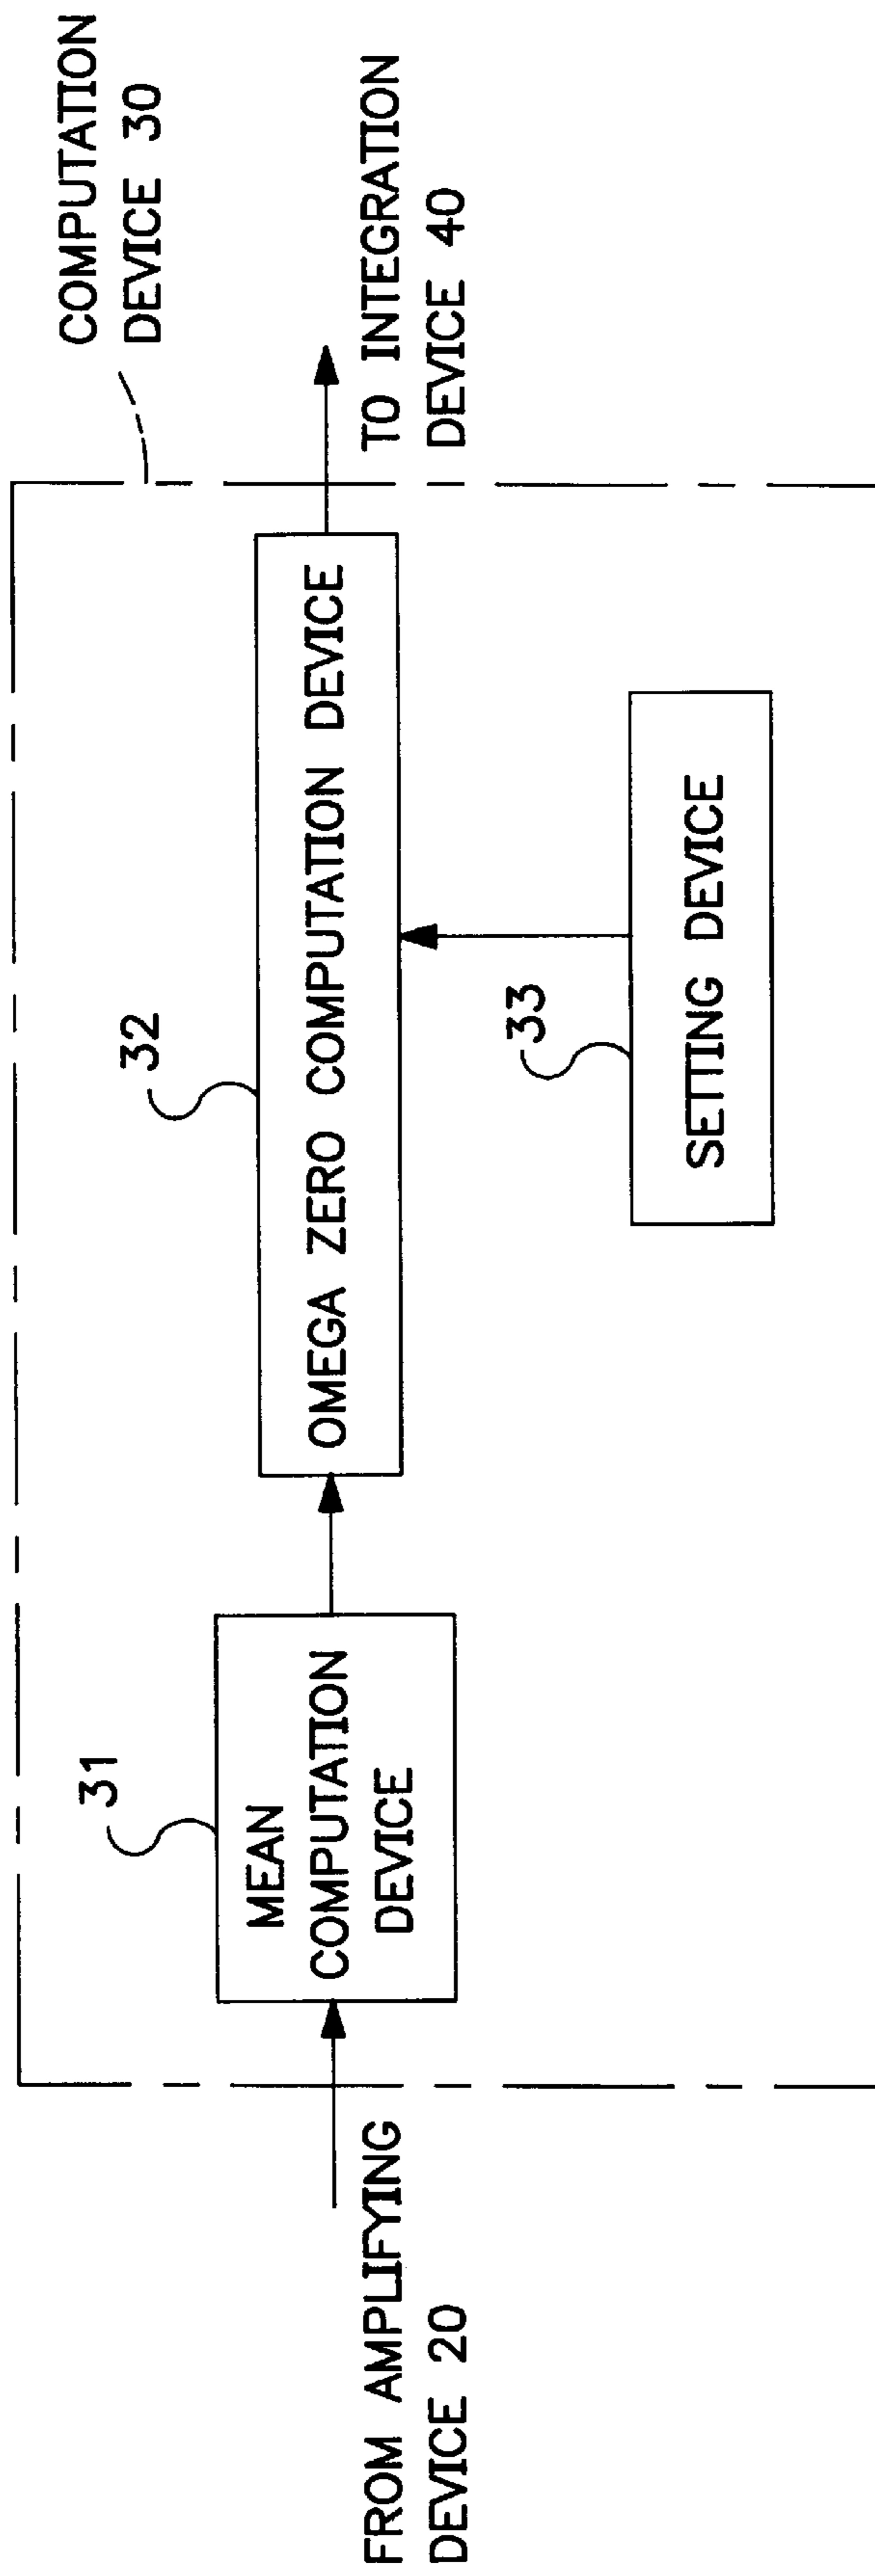 COMPUTATION
DEVICE 30
FROM AMPLIFYING
DEVICE 20
31
MEAN
COMPUTATION
DEVICE
32
OMEGA ZERO COMPUTATION DEVICE
TO INTEGRATION
DEVICE 40
33
SETTING DEVICE